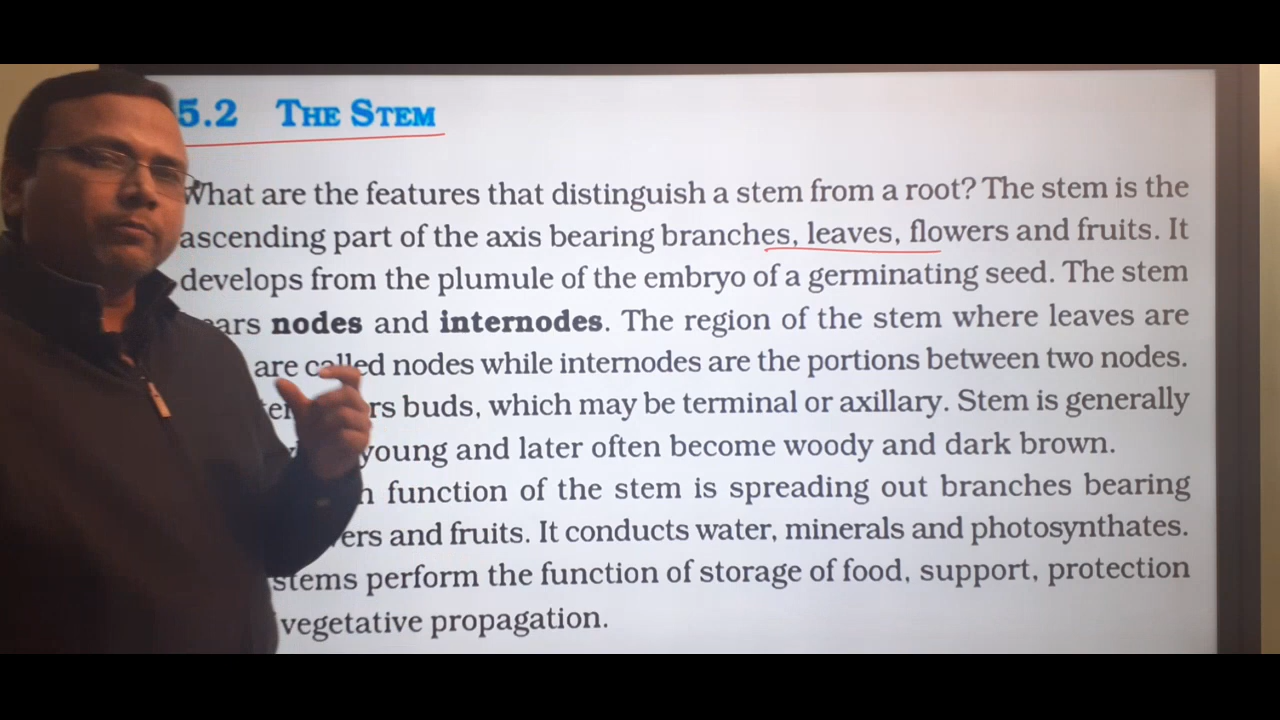 5.2 THE STEM
What are the features that distinguish a stem from a root? The stem is the
ascending part of the axis bearing branches, leaves, flowers and fruits. It
develops from the plumule of the embryo of a germinating seed. The stem
nodes and internodes. The region of the stem where leaves are
are called nodes while internodes are the portions between two nodes.
buds, which may be terminal or axillary. Stem is generally
young and later often become woody and dark brown.
function of the stem is spreading out branches bearing
and fruits. It conducts water, minerals and photosynthates.
stems perform the function of storage of food, support, protection
vegetative propagation.